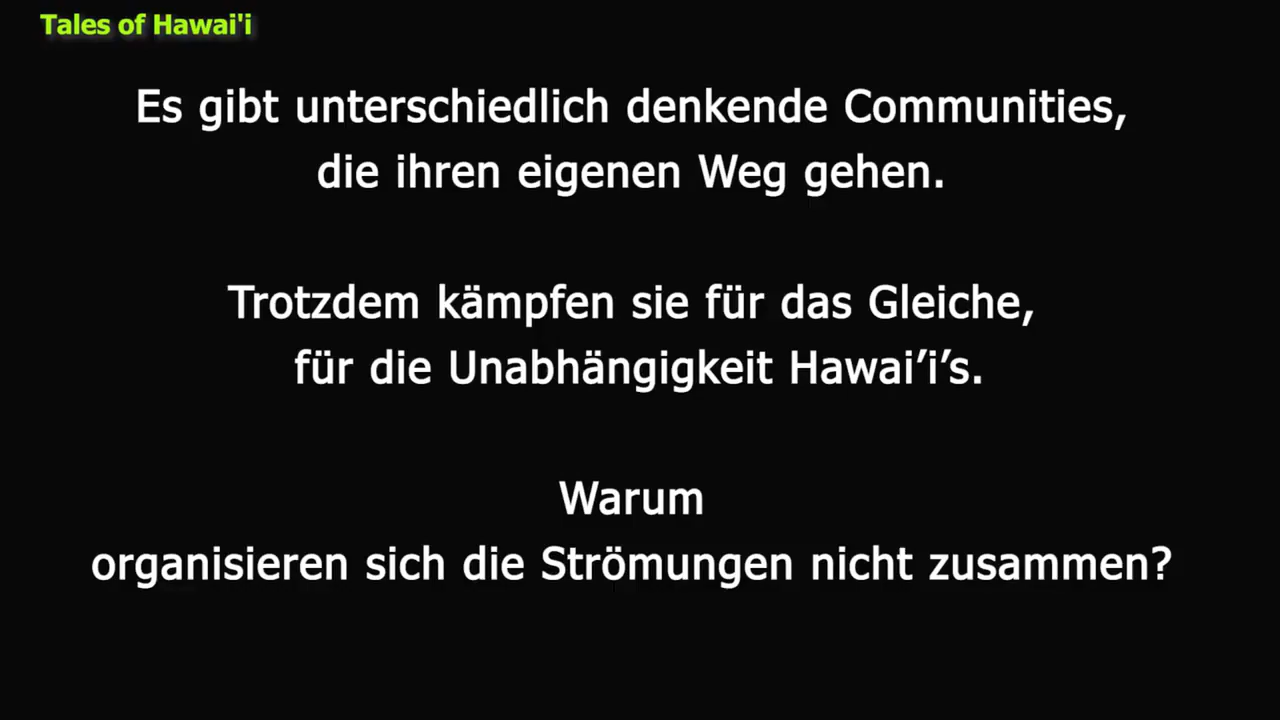 Tales of Hawai'i
Es gibt unterschiedlich denkende Communities,
die ihren eigenen Weg gehen.
Trotzdem kämpfen sie für das Gleiche,
für die Unabhängigkeit Hawai’i’s.
Warum
organisieren sich die Strömungen nicht zusammen?